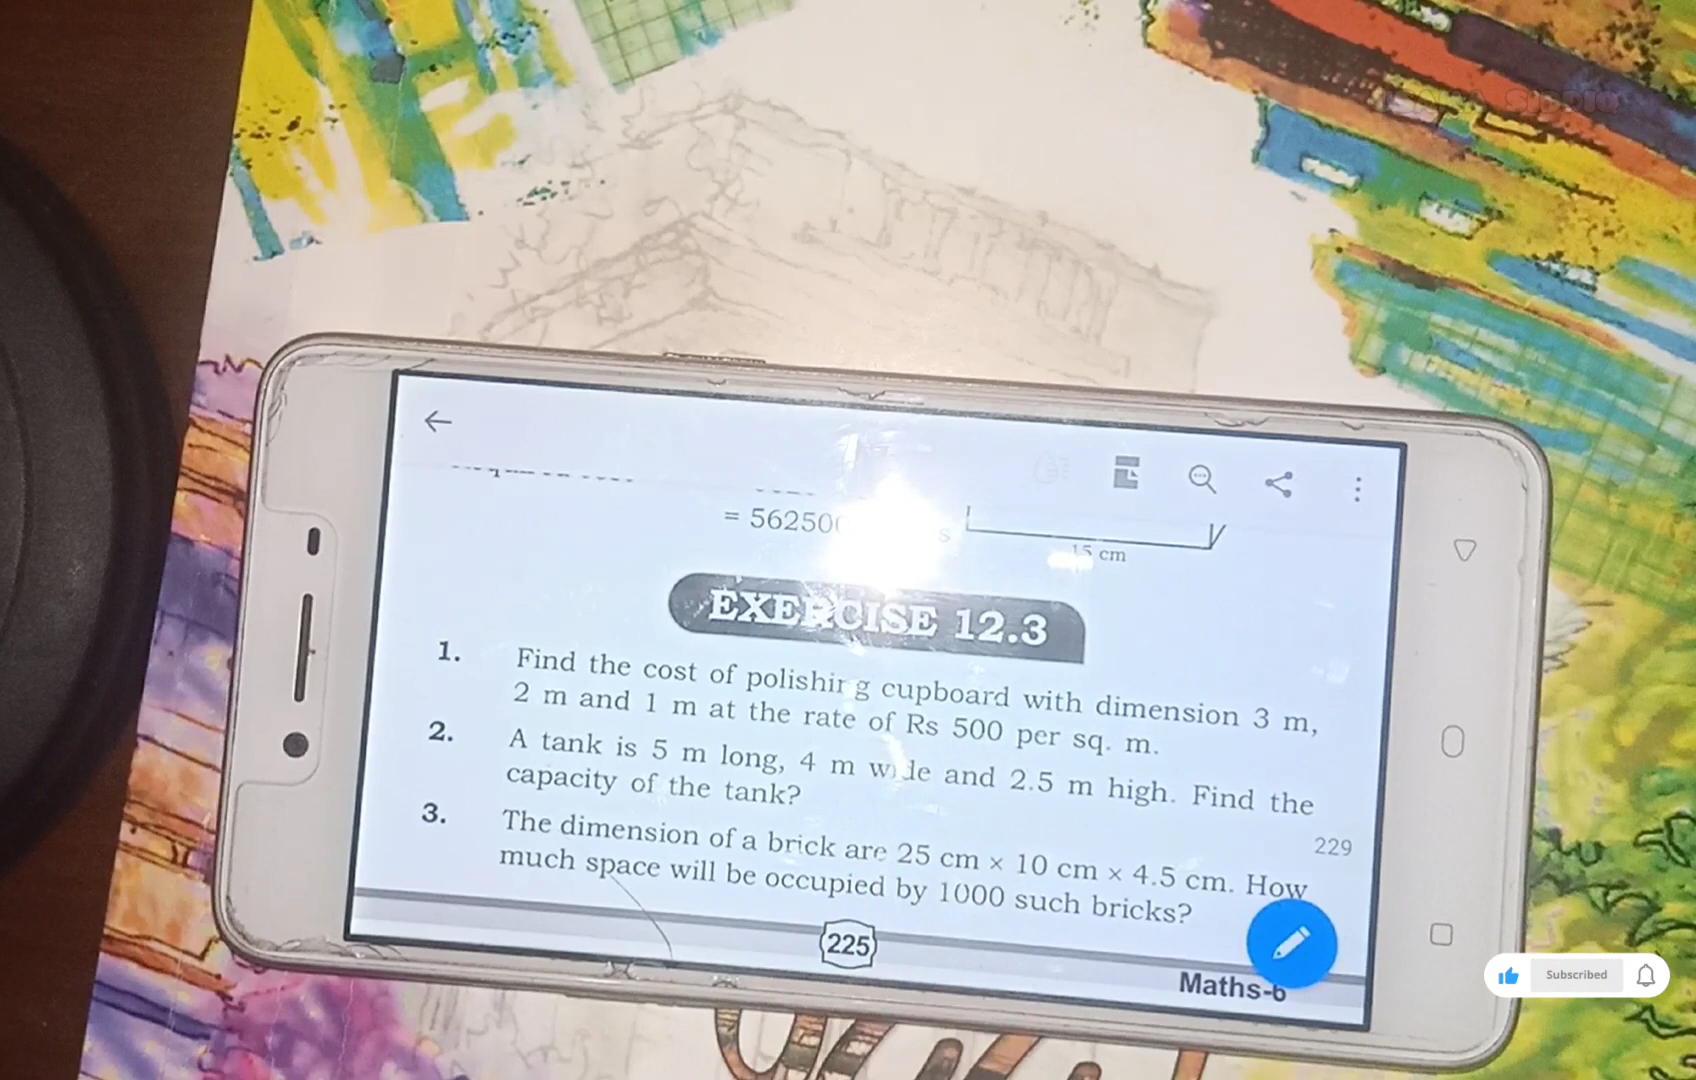 = 56250
s
15 cm
EXERCISE 12.3
1. Find the cost of polishing cupboard with dimension 3 m,
2 m and 1 m at the rate of Rs 500 per sq. m.
2. A tank is 5 m long, 4 m wide and 2.5 m high. Find the
capacity of the tank?
229
3. The dimension of a brick are 25 cm × 10 cm × 4.5 cm. How
much space will be occupied by 1000 such bricks?
225
Maths-6
Subscribed